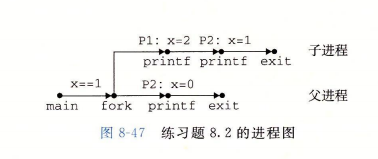 P1: x=2 P2: x=1
printf printf exit 子进程
x==1 P2: x=0
main fork printf exit 父进程
图 8-47 练习题 8.2 的进程图